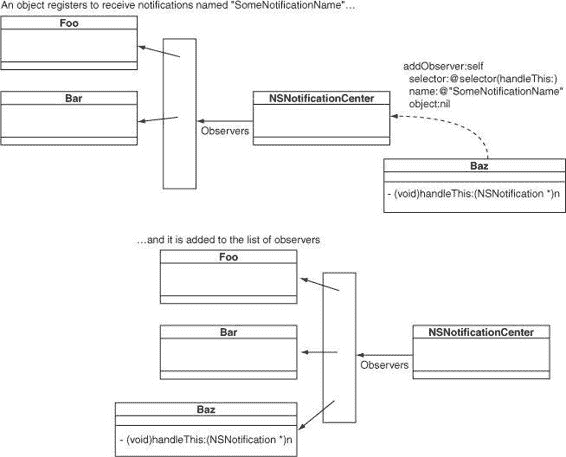 An object registers to receive notifications named "SomeNotificationName"...
Foo
Bar
Observers
NSNotificationCenter
addObserver:self
selector:@selector(handleThis:)
name:@"SomeNotificationName"
object:nil
Baz
- (void)handleThis:(NSNotification *)n
...and it is added to the list of observers
Foo
Bar
Baz
- (void)handleThis:(NSNotification *)n
Observers
NSNotificationCenter